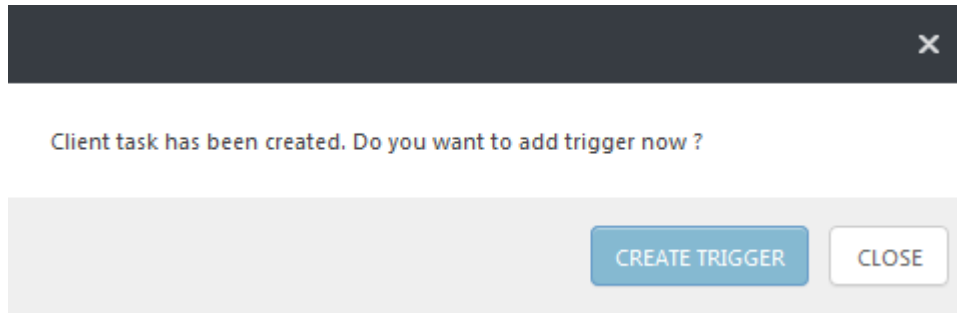 Client task has been created. Do you want to add trigger now ?
CREATE TRIGGER
CLOSE